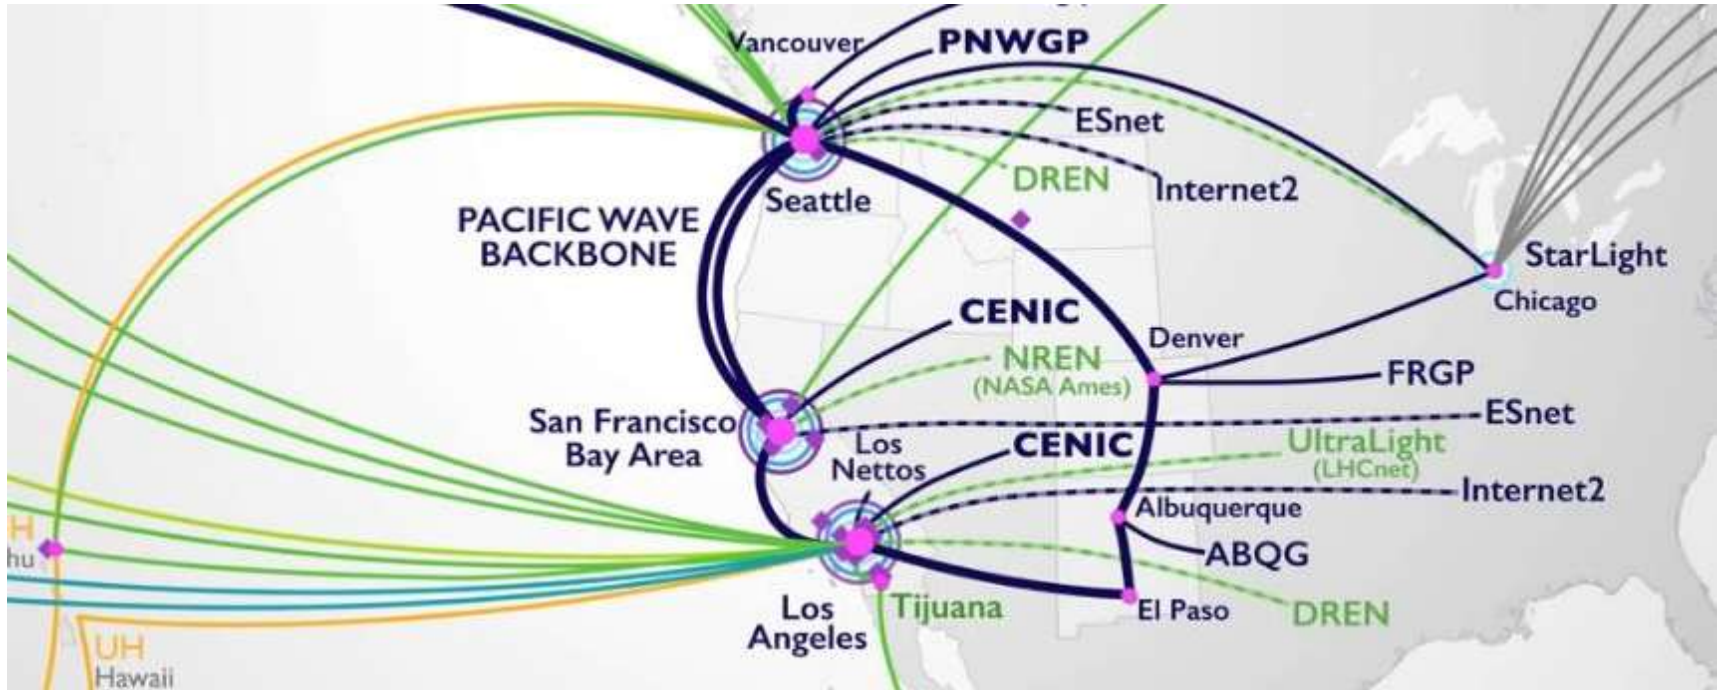 Vancouver
PNWGP
ESnet
DREN
Internet2
Seattle
PACIFIC WAVE
BACKBONE
StarLight
Chicago
CENIC
Denver
NREN
(NASA Ames)
FRGP
San Francisco
Bay Area
ESnet
Los
Nettos
CENIC
UltraLight
(LHCnet)
Internet2
Albuquerque
ABQG
H
hu
Los
Angeles
Tijuana
El Paso
DREN
UH
Hawaii